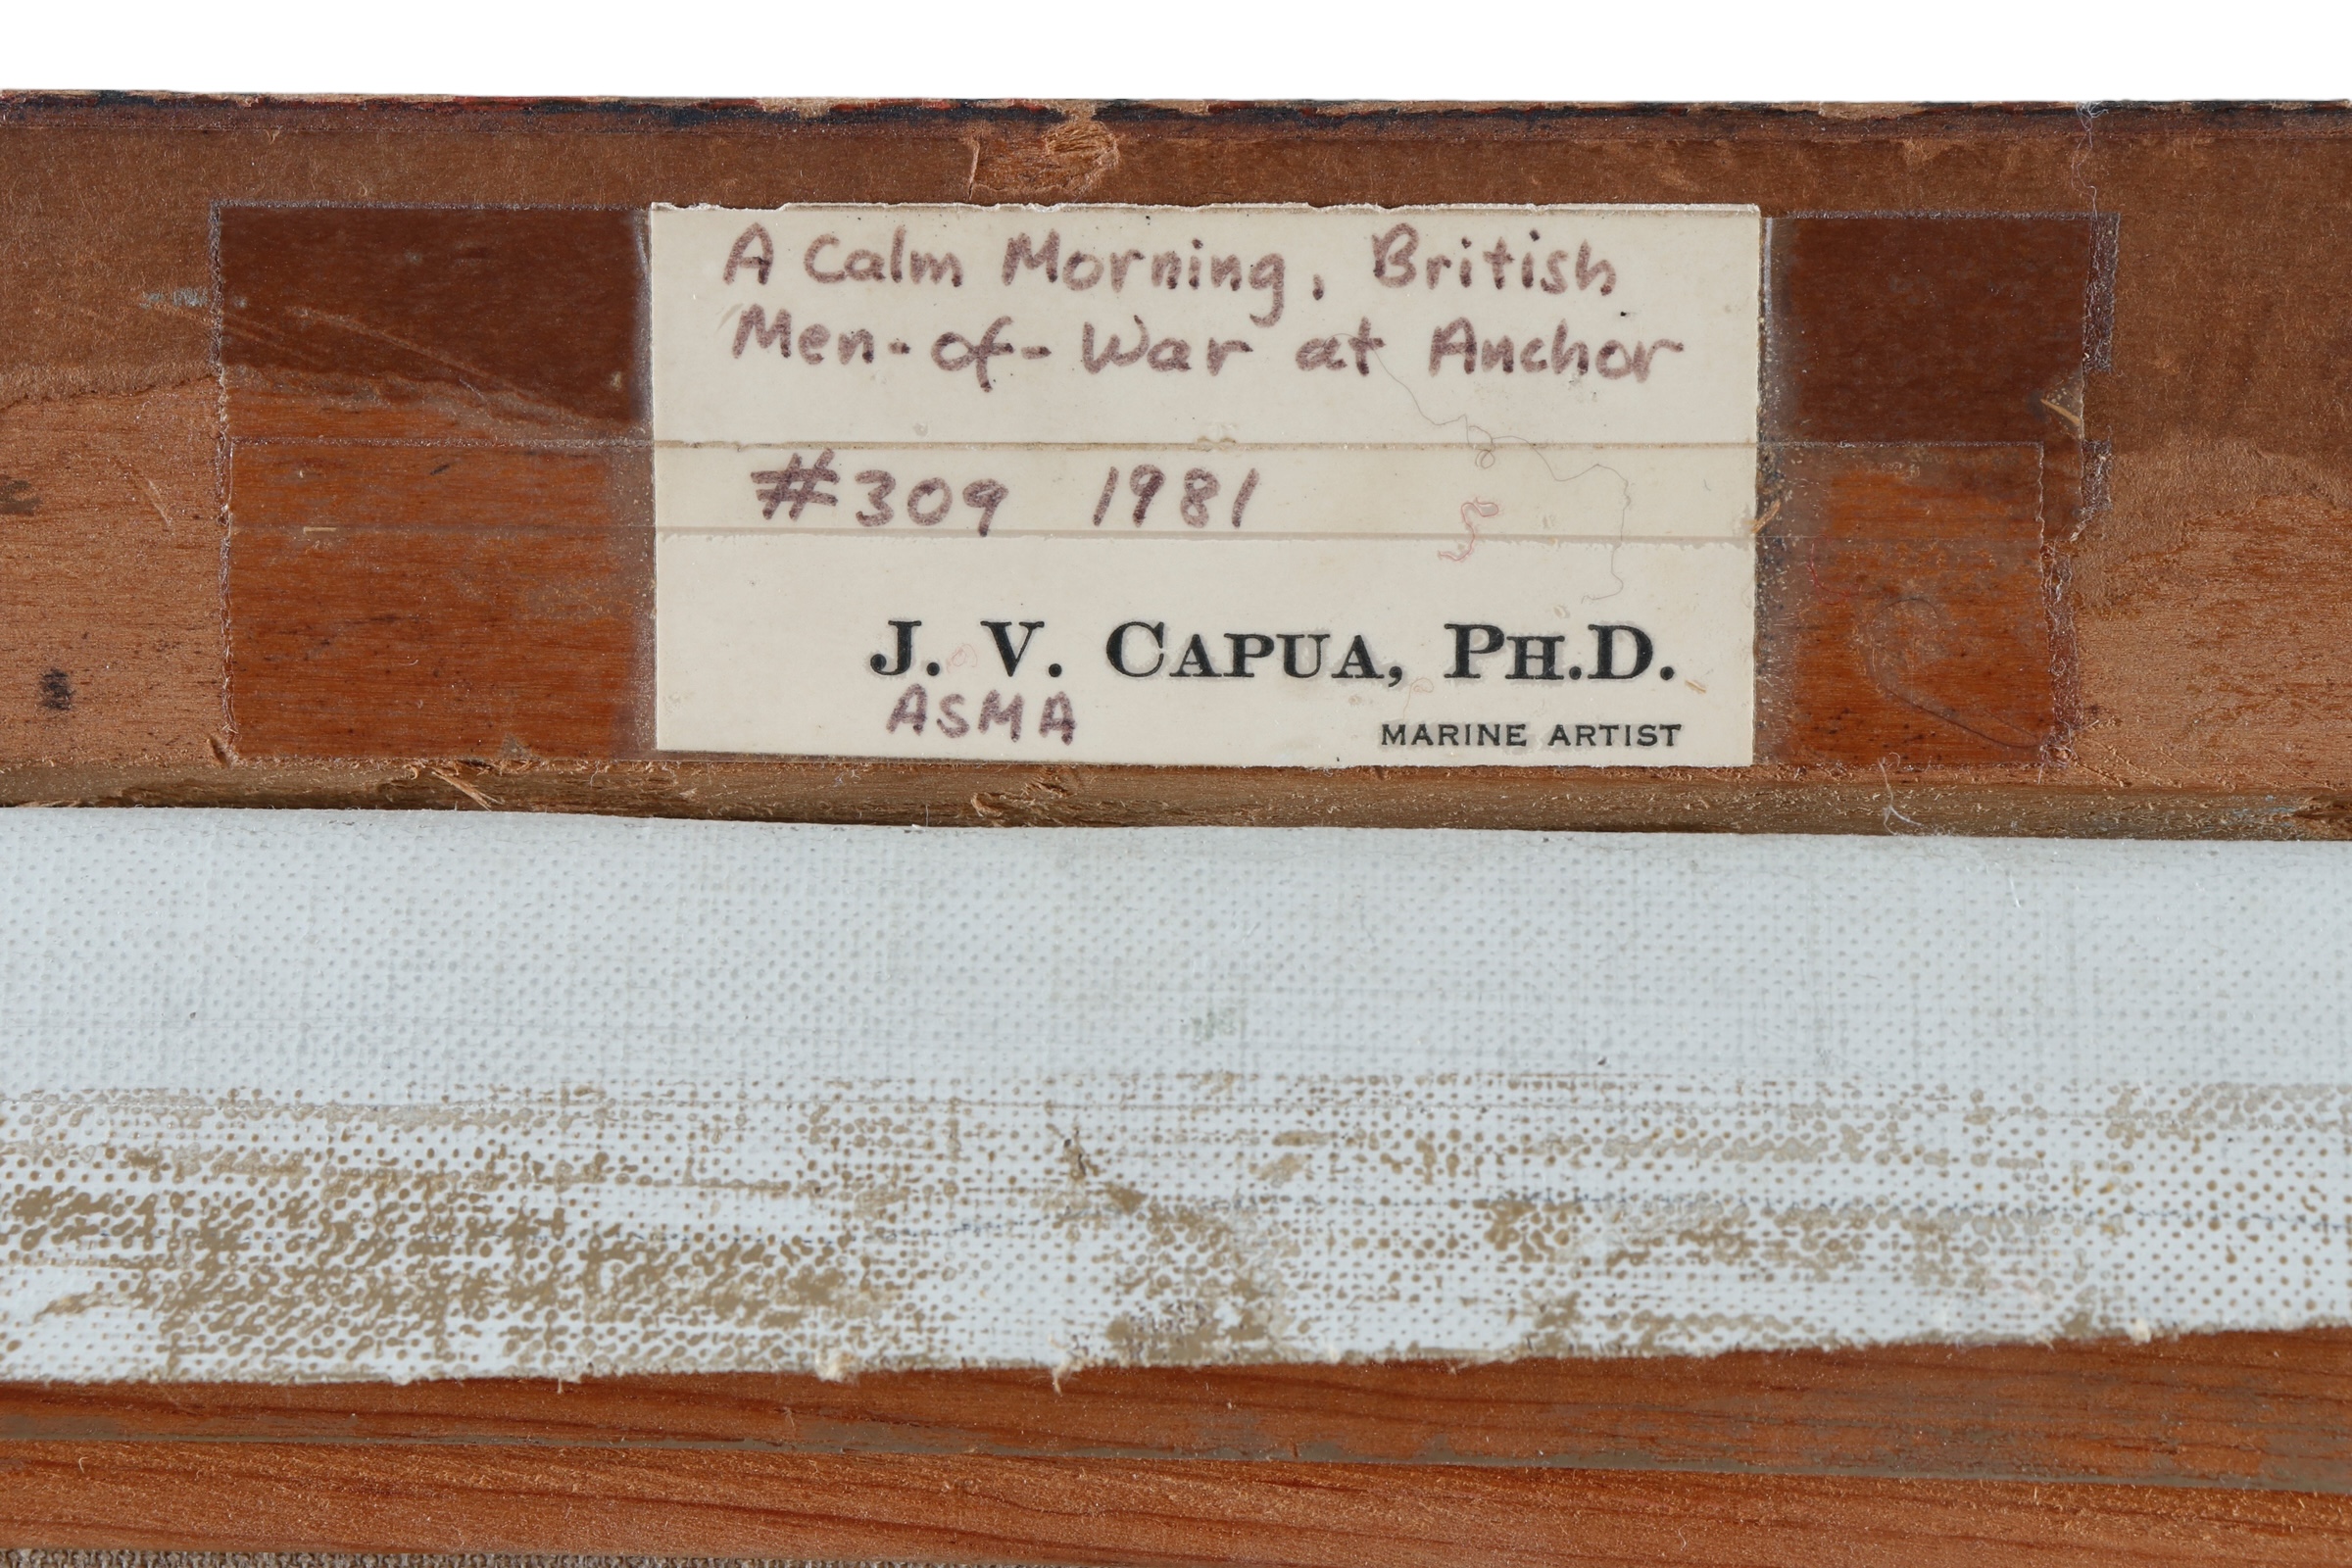 A Calm Morning, British
Men-of-War at Anchor
#309 1981
J. V. CAPUA, PH.D.
ASMA
MARINE ARTIST